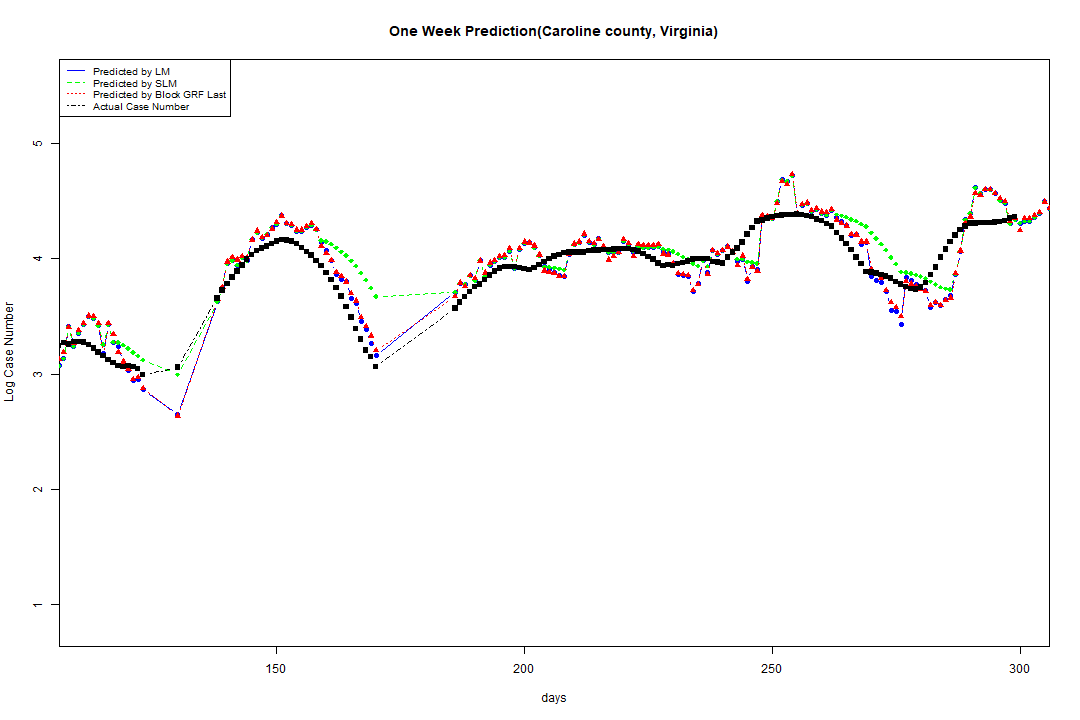 One Week Prediction(Caroline county, Virginia)
Predicted by LM
Predicted by SLM
Predicted by Block GRF Last
Actual Case Number
5
4
3
2
1
Log Case Number
150 200 250 300
days